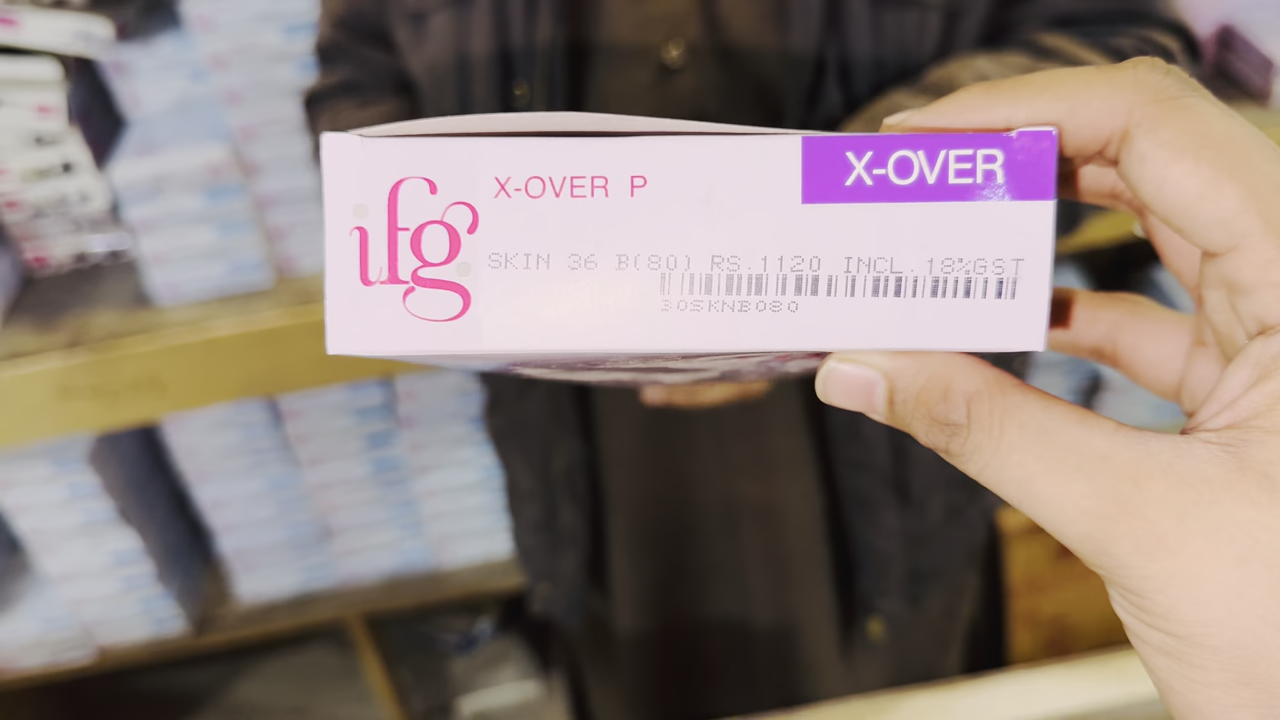 ifg
X-OVER P
X-OVER
SKIN 36 B(80) RS.1120 INCL.18%GST
30SKNB080